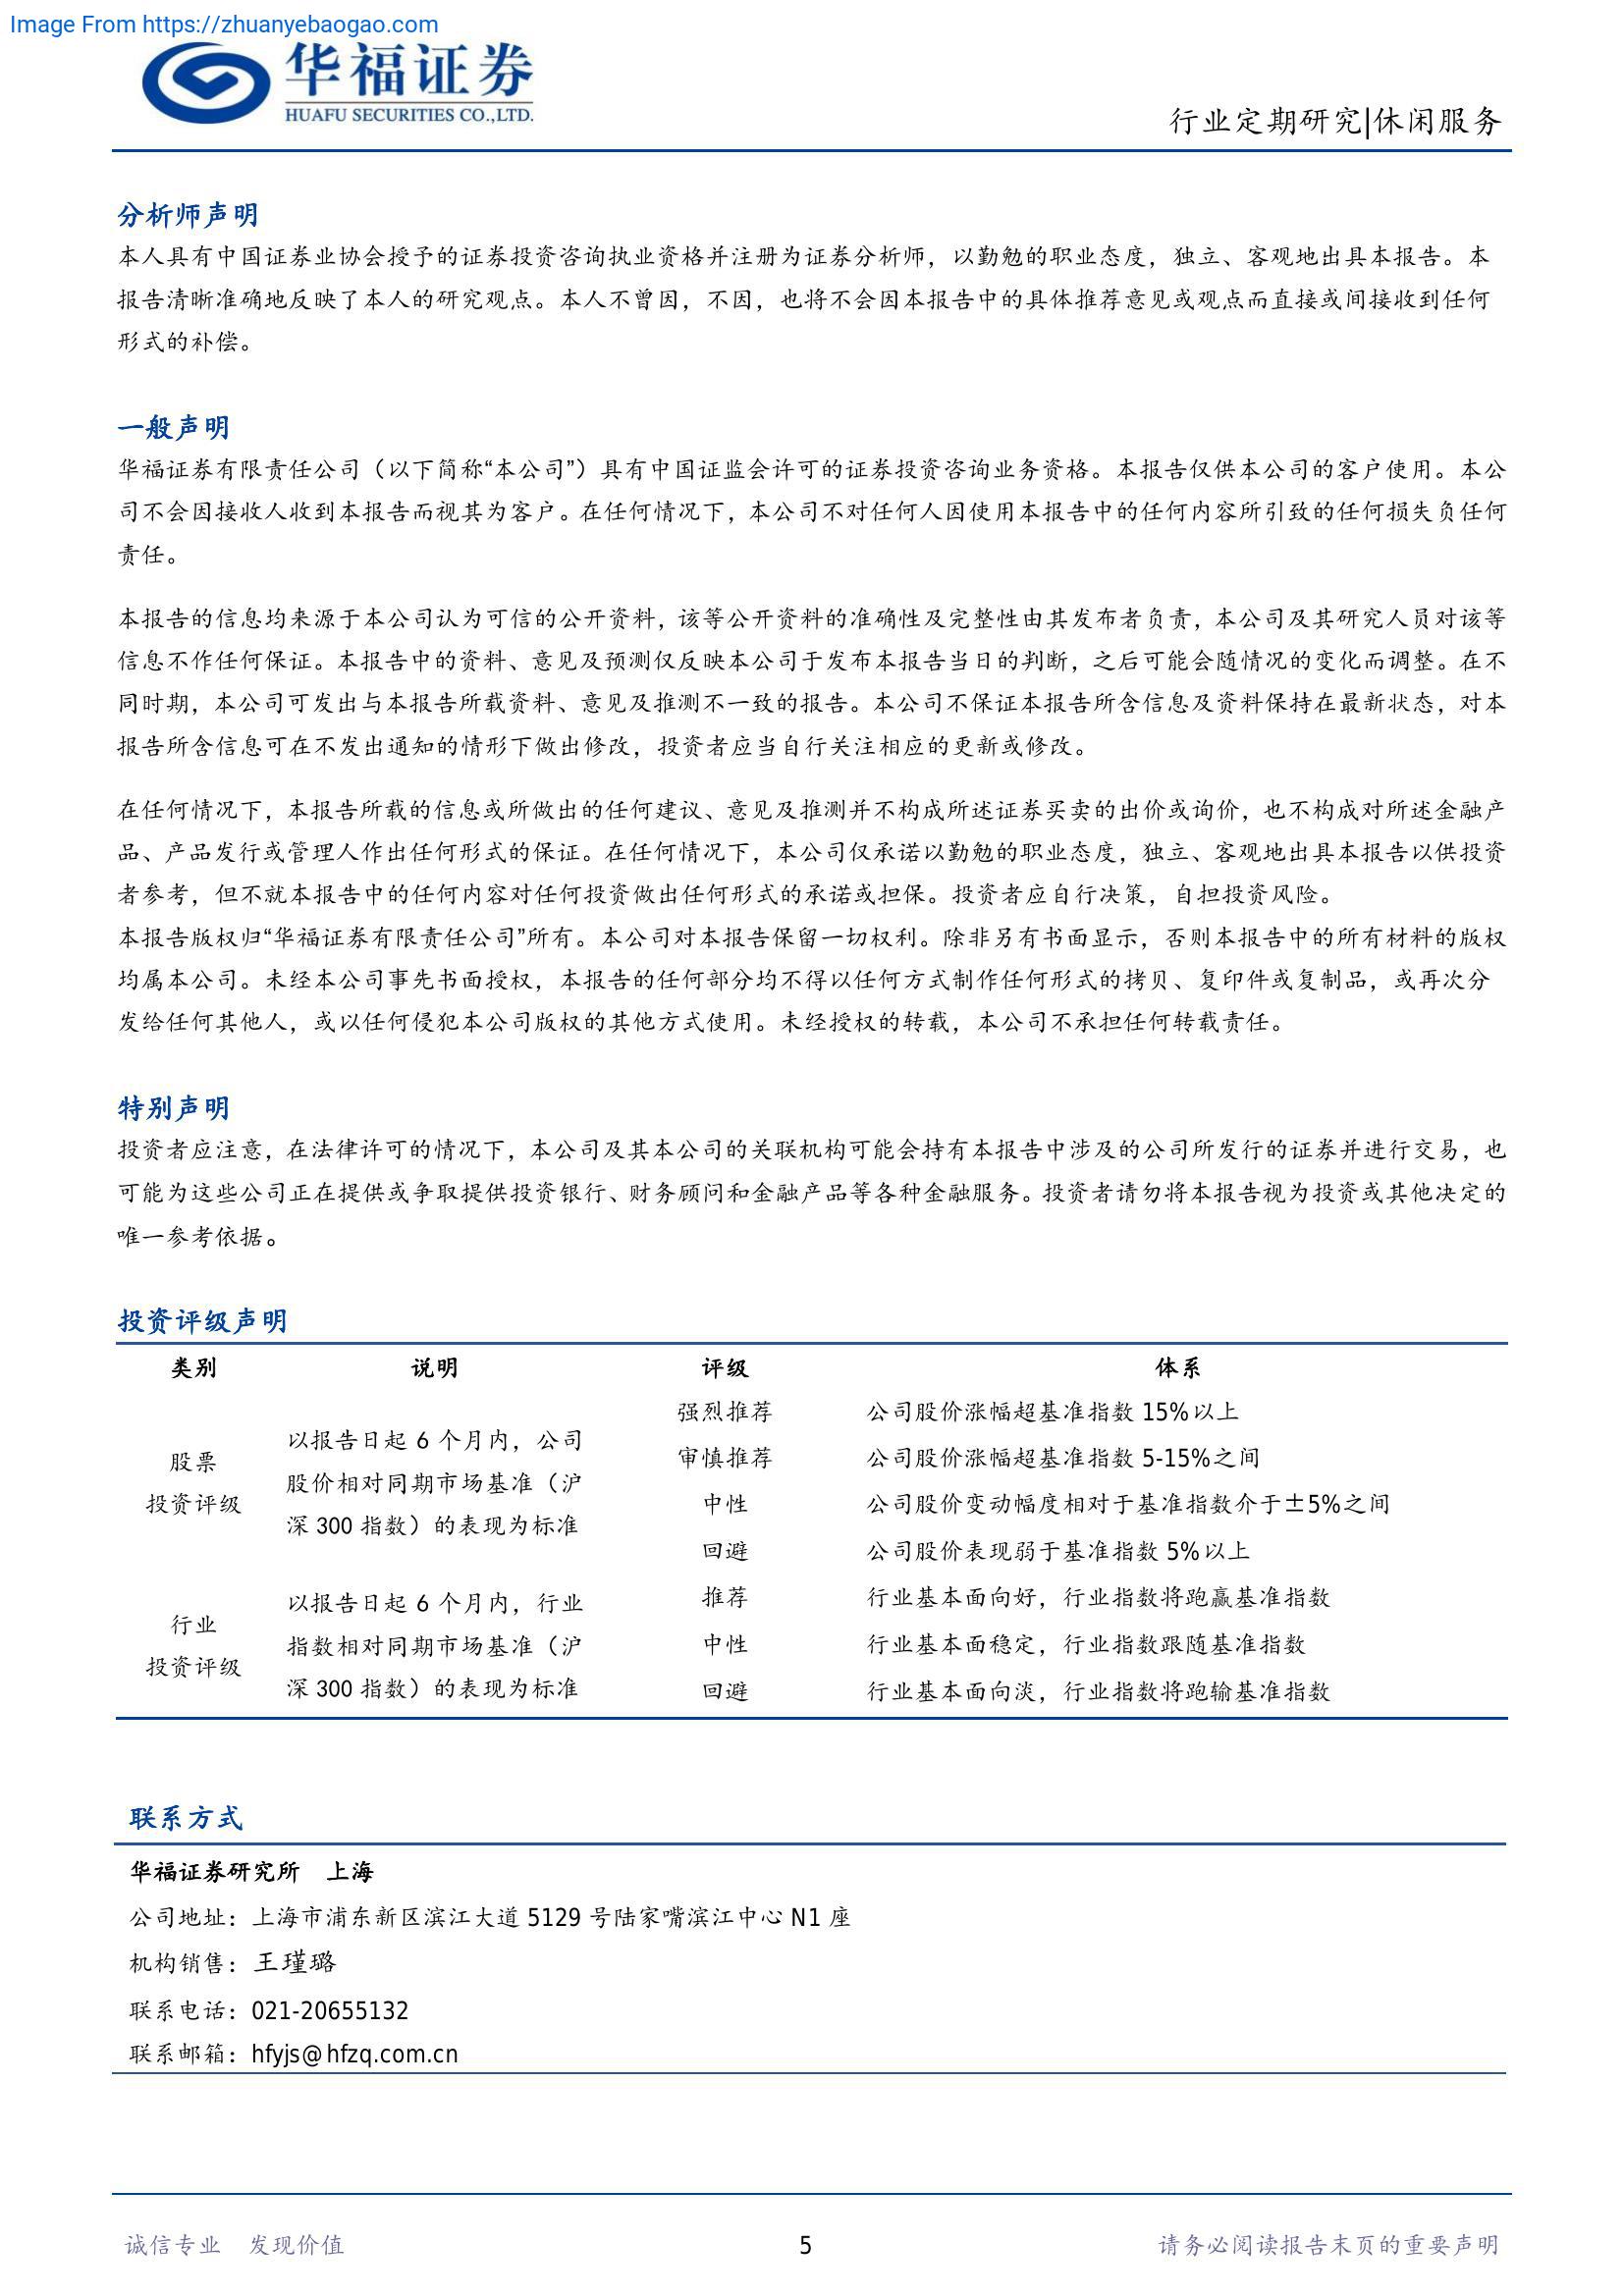 Image From https://zhuanyebaogao.com
华福证券
HUAFU SECURITIES CO.,LTD.
行业定期研究|休闲服务
分析师声明
本人具有中国证券业协会授予的证券投资咨询执业资格并注册为证券分析师，以勤勉的职业态度，独立、客观地出具本报告。本
报告清晰准确地反映了本人的研究观点。本人不曾因，不因，也将不会因本报告中的具体推荐意见或观点而直接或间接收到任何
形式的补偿。
一般声明
华福证券有限责任公司（以下简称“本公司”）具有中国证监会许可的证券投资咨询业务资格。本报告仅供本公司的客户使用。本公
司不会因接收人收到本报告而视其为客户。在任何情况下，本公司不对任何人因使用本报告中的任何内容所引致的任何损失负任何
责任。
本报告的信息均来源于本公司认为可信的公开资料，该等公开资料的准确性及完整性由其发布者负责，本公司及其研究人员对该等
信息不作任何保证。本报告中的资料、意见及预测仅反映本公司于发布本报告当日的判断，之后可能会随情况的变化而调整。在不
同时期，本公司可发出与本报告所载资料、意见及推测不一致的报告。本公司不保证本报告所含信息及资料保持在最新状态，对本
报告所含信息可在不发出通知的情形下做出修改，投资者应当自行关注相应的更新或修改。
在任何情况下，本报告所载的信息或所做出的任何建议、意见及推测并不构成所述证券买卖的出价或询价，也不构成对所述金融产
品、产品发行或管理人作出任何形式的保证。在任何情况下，本公司仅承诺以勤勉的职业态度，独立、客观地出具本报告以供投资
者参考，但不就本报告中的任何内容对任何投资做出任何形式的承诺或担保。投资者应自行决策，自担投资风险。
本报告版权归“华福证券有限责任公司”所有。本公司对本报告保留一切权利。除非另有书面显示，否则本报告中的所有材料的版权
均属本公司。未经本公司事先书面授权，本报告的任何部分均不得以任何方式制作任何形式的拷贝、复印件或复制品，或再次分
发给任何其他人，或以任何侵犯本公司版权的其他方式使用。未经授权的转载，本公司不承担任何转载责任。
特别声明
投资者应注意，在法律许可的情况下，本公司及其本公司的关联机构可能会持有本报告中涉及的公司所发行的证券并进行交易，也
可能为这些公司正在提供或争取提供投资银行、财务顾问和金融产品等各种金融服务。投资者请勿将本报告视为投资或其他决定的
唯一参考依据。
投资评级声明
类别 说明 评级 体系
股票
投资评级
以报告日起 6 个月内，公司
股价相对同期市场基准（沪
深 300 指数）的表现为标准
强烈推荐 公司股价涨幅超基准指数 15%以上
审慎推荐 公司股价涨幅超基准指数 5-15%之间
中性 公司股价变动幅度相对于基准指数介于±5%之间
回避 公司股价表现弱于基准指数 5%以上
行业
投资评级
以报告日起 6 个月内，行业
指数相对同期市场基准（沪
深 300 指数）的表现为标准
推荐 行业基本面向好，行业指数将跑赢基准指数
中性 行业基本面稳定，行业指数跟随基准指数
回避 行业基本面向淡，行业指数将跑输基准指数
联系方式
华福证券研究所 上海
公司地址：上海市浦东新区滨江大道 5129 号陆家嘴滨江中心 N1 座
机构销售：王瑾璐
联系电话：021-20655132
联系邮箱：hfyjs@hfzq.com.cn
诚信专业 发现价值 5 请务必阅读报告末页的重要声明